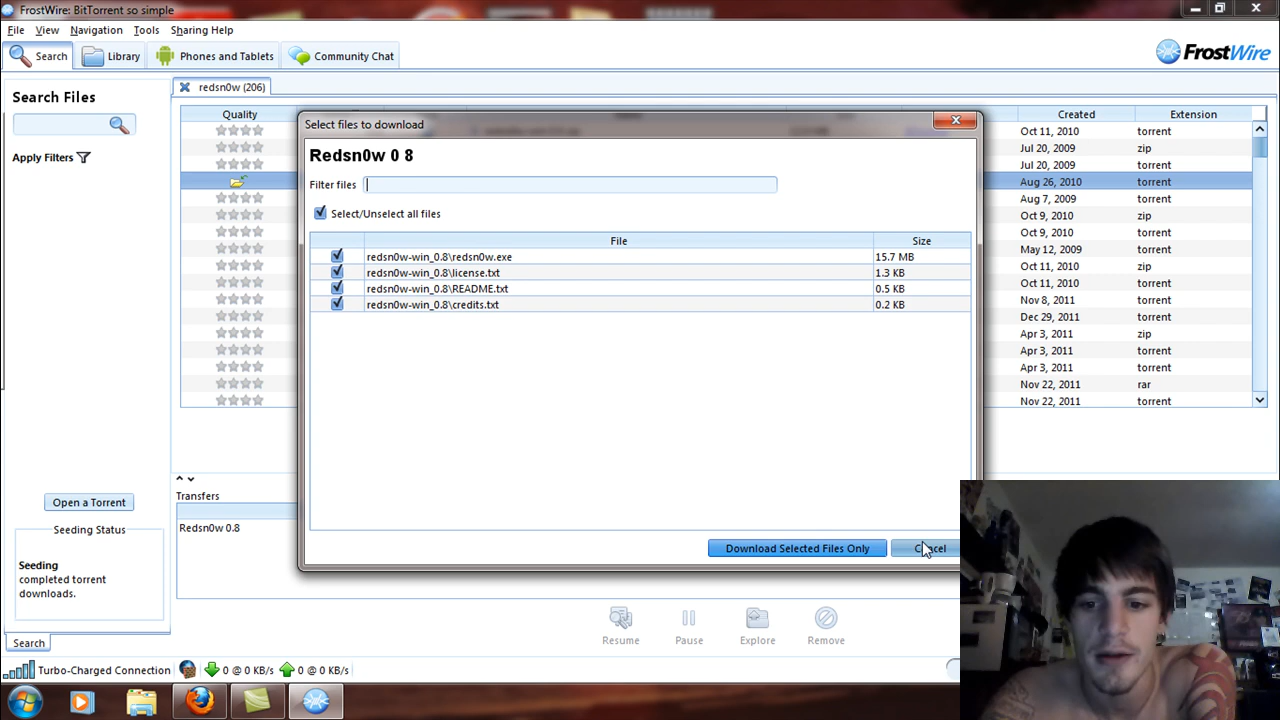 FrostWire: BitTorrent so simple
File View Navigation Tools Sharing Help
Search Library Phones and Tablets Community Chat FrostWire
redsn0w (206)
Search Files
Apply Filters
Quality Created Extension
Oct 11, 2010 torrent
Jul 20, 2009 zip
Jul 20, 2009 torrent
Aug 26, 2010 torrent
Aug 7, 2009 torrent
Oct 9, 2010 zip
Oct 9, 2010 torrent
May 12, 2009 torrent
Oct 11, 2010 zip
Oct 11, 2010 torrent
Nov 8, 2011 torrent
Dec 29, 2011 torrent
Apr 3, 2011 zip
Apr 3, 2011 torrent
Apr 3, 2011 torrent
Nov 22, 2011 rar
Nov 22, 2011 torrent
Select files to download
Redsn0w 0 8
Filter files
Select/Unselect all files
File Size
redsn0w-win_0.8\redsn0w.exe 15.7 MB
redsn0w-win_0.8\license.txt 1.3 KB
redsn0w-win_0.8\README.txt 0.5 KB
redsn0w-win_0.8\credits.txt 0.2 KB
Download Selected Files Only Cancel
Open a Torrent
Seeding Status
Seeding
completed torrent
downloads.
Transfers
Redsn0w 0.8
Resume Pause Explore Remove
Search
Turbo-Charged Connection 0 @ 0 KB/s 0 @ 0 KB/s